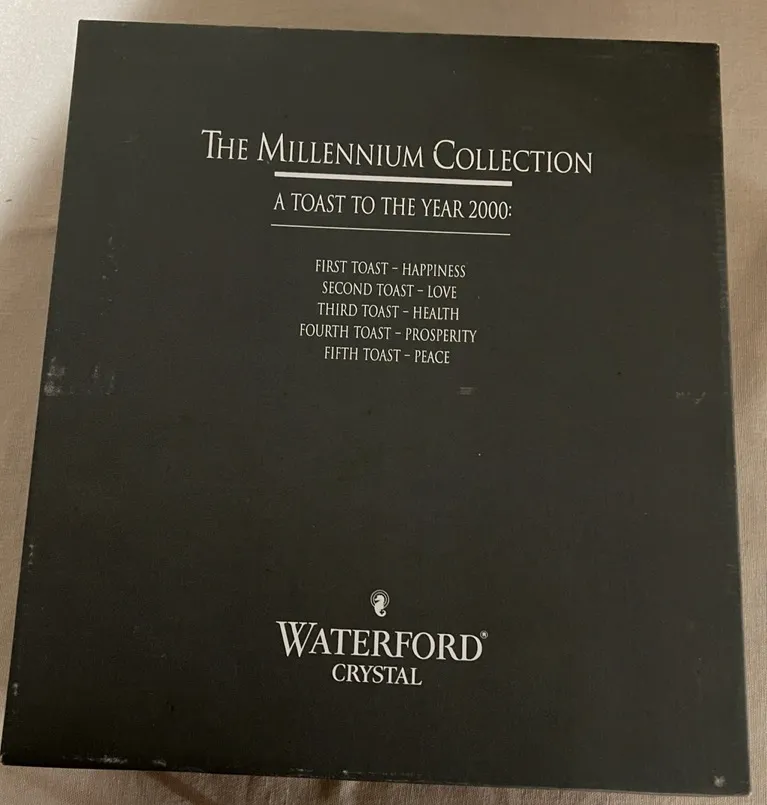 THE MILLENNIUM COLLECTION
A TOAST TO THE YEAR 2000:
FIRST TOAST – HAPPINESS
SECOND TOAST – LOVE
THIRD TOAST – HEALTH
FOURTH TOAST – PROSPERITY
FIFTH TOAST – PEACE
WATERFORD®
CRYSTAL